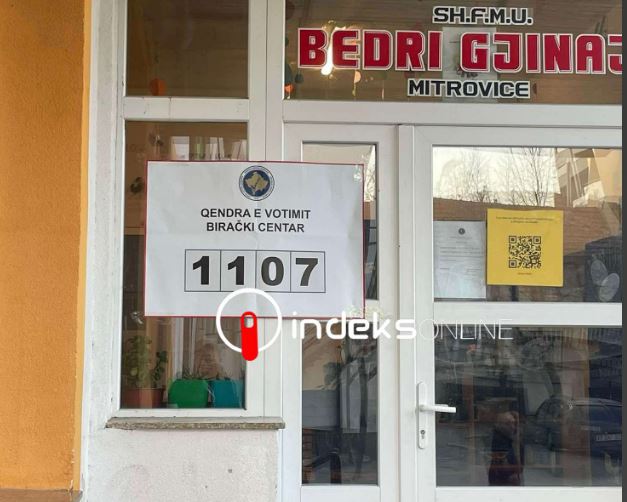 SH.F.M.U.
BEDRI GJINAJ
MITROVICE
QENDRA E VOTIMIT
BIRAČKI CENTAR
1107
indeksONLINE